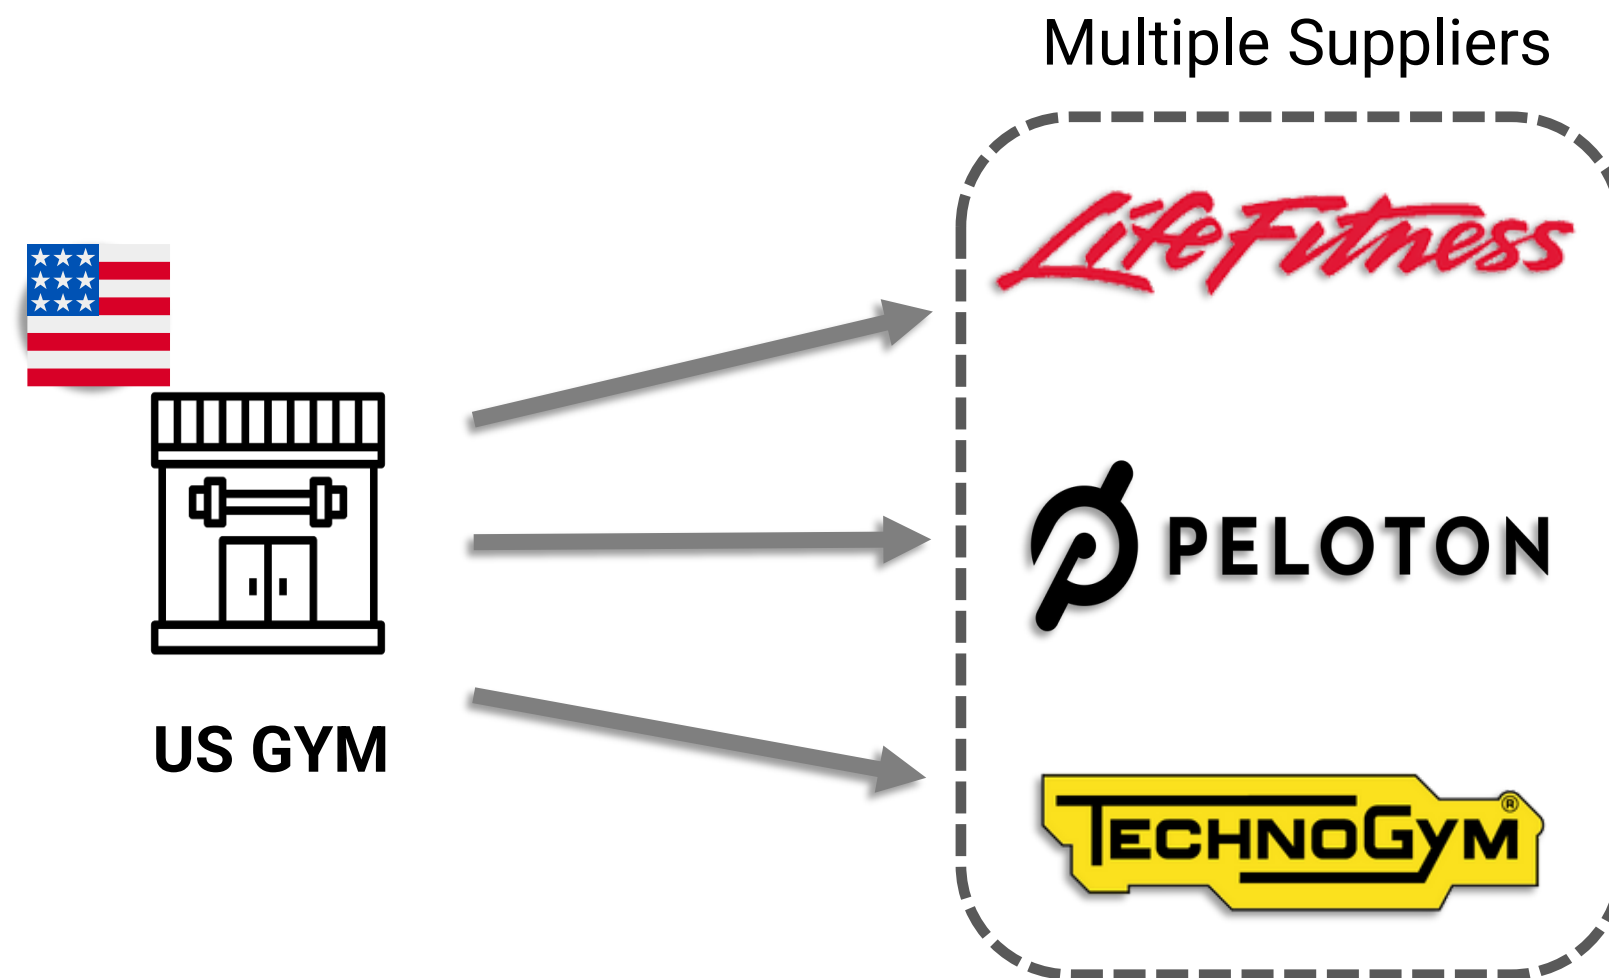 Multiple Suppliers
LifeFitness
PELOTON
TECHNOGYM®
US GYM